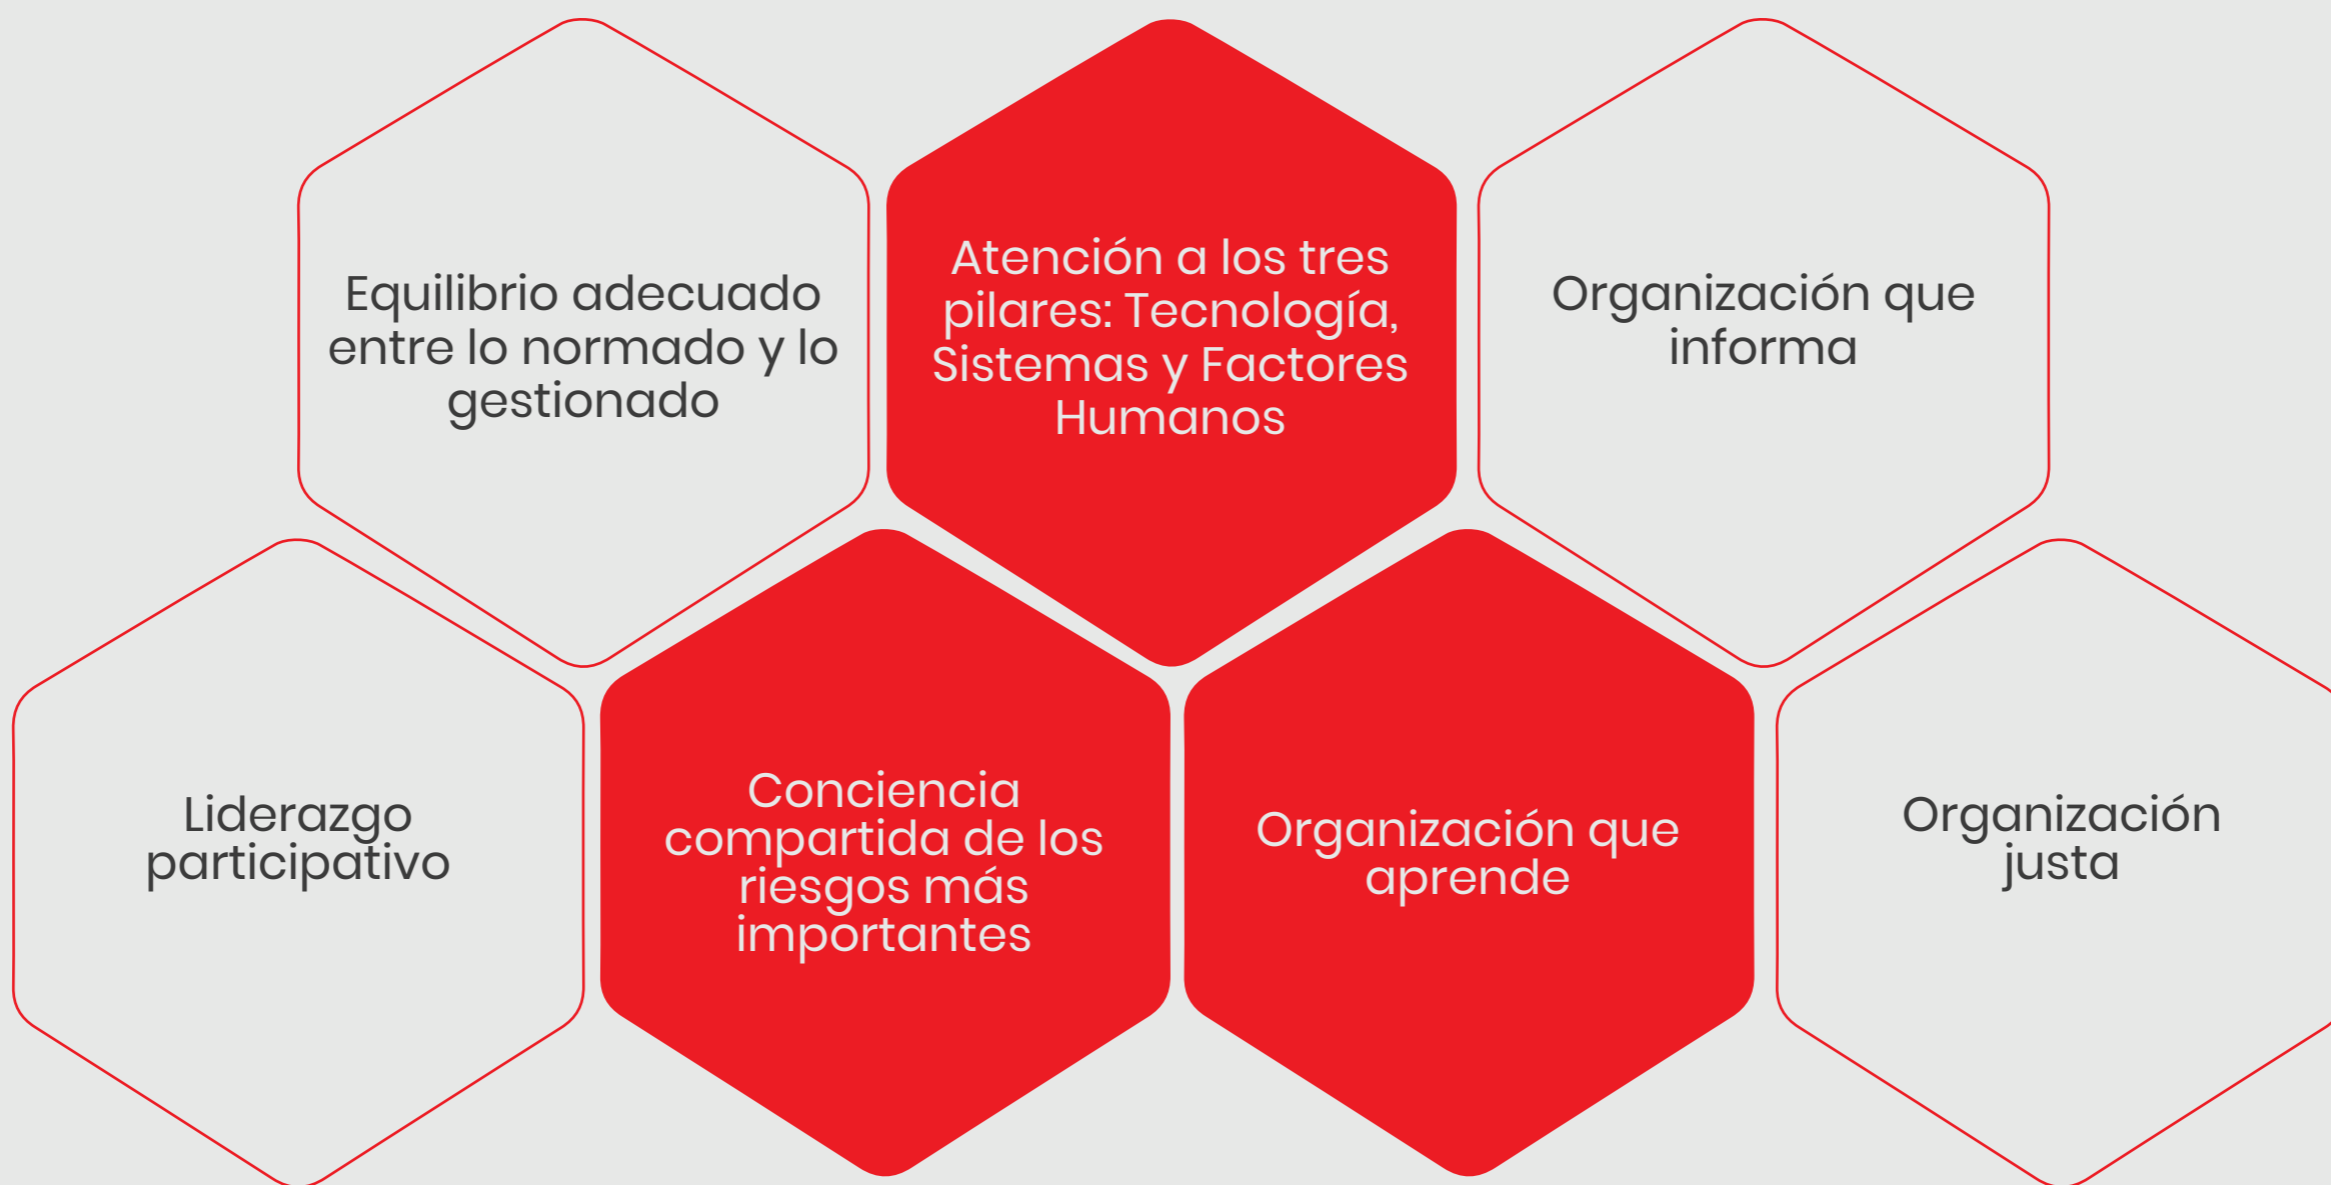 Equilibrio adecuado
entre lo normado y lo
gestionado
Atención a los tres
pilares: Tecnología,
Sistemas y Factores
Humanos
Organización que
informa
Liderazgo
participativo
Conciencia
compartida de los
riesgos más
importantes
Organización que
aprende
Organización
justa